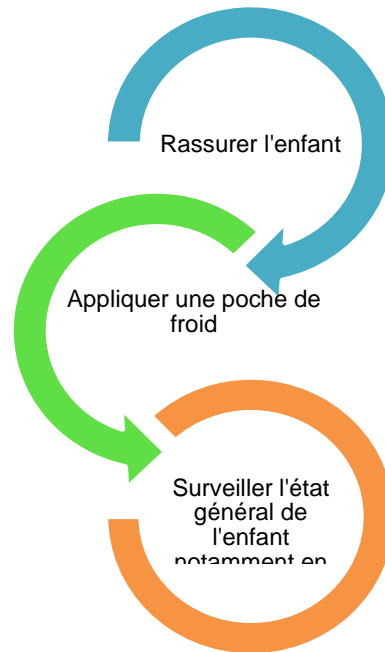 Rassurer l'enfant
Appliquer une poche de
froid
Surveiller l'état
général de
l'enfant
notamment en